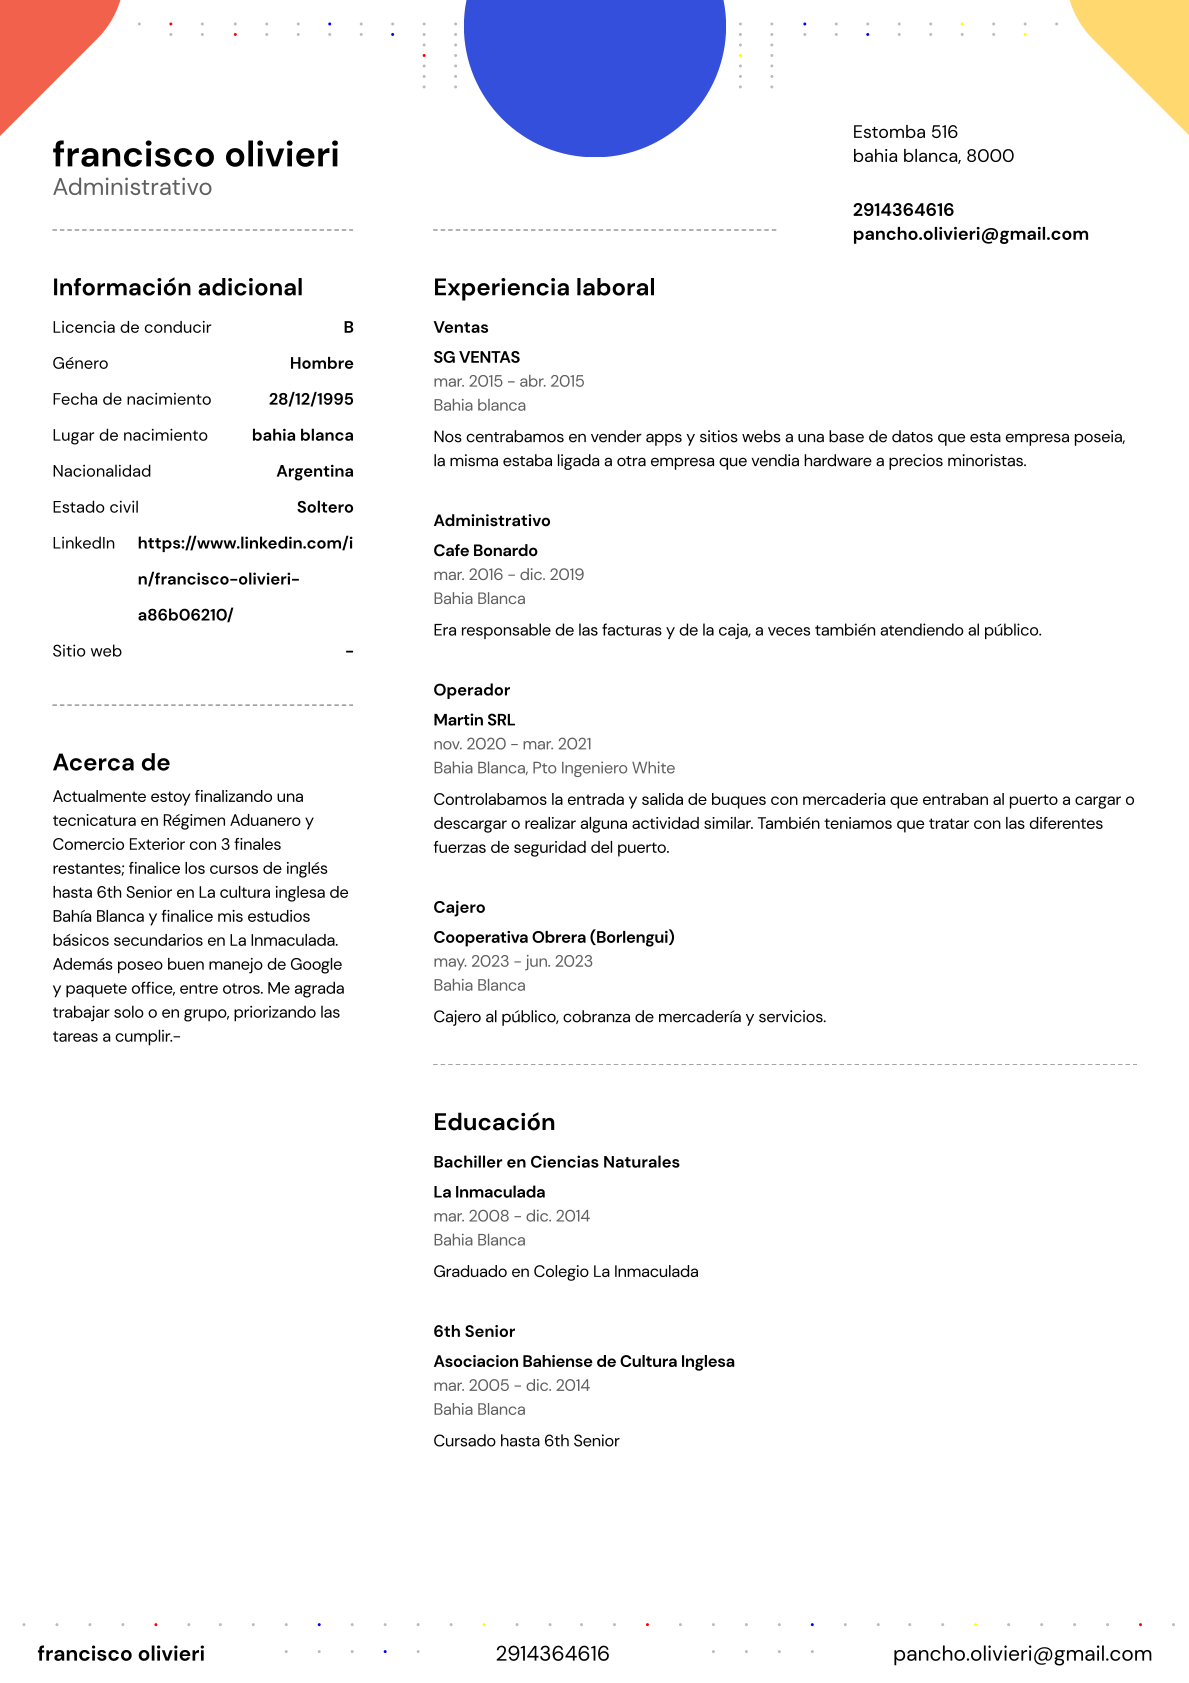 francisco olivieri
Administrativo
Estomba 516
bahia blanca, 8000
2914364616
pancho.olivieri@gmail.com
Información adicional
Licencia de conducir B
Género Hombre
Fecha de nacimiento 28/12/1995
Lugar de nacimiento bahia blanca
Nacionalidad Argentina
Estado civil Soltero
LinkedIn https://www.linkedin.com/i
n/francisco-olivieri-
a86b06210/
Sitio web -
Acerca de
Actualmente estoy finalizando una
tecnicatura en Régimen Aduanero y
Comercio Exterior con 3 finales
restantes; finalice los cursos de inglés
hasta 6th Senior en La cultura inglesa de
Bahía Blanca y finalice mis estudios
básicos secundarios en La Inmaculada.
Además poseo buen manejo de Google
y paquete office, entre otros. Me agrada
trabajar solo o en grupo, priorizando las
tareas a cumplir.-
Experiencia laboral
Ventas
SG VENTAS
mar. 2015 - abr. 2015
Bahia blanca
Nos centrabamos en vender apps y sitios webs a una base de datos que esta empresa poseia,
la misma estaba ligada a otra empresa que vendia hardware a precios minoristas.
Administrativo
Cafe Bonardo
mar. 2016 - dic. 2019
Bahia Blanca
Era responsable de las facturas y de la caja, a veces también atendiendo al público.
Operador
Martin SRL
nov. 2020 - mar. 2021
Bahia Blanca, Pto Ingeniero White
Controlabamos la entrada y salida de buques con mercaderia que entraban al puerto a cargar o
descargar o realizar alguna actividad similar. También teniamos que tratar con las diferentes
fuerzas de seguridad del puerto.
Cajero
Cooperativa Obrera (Borlengui)
may. 2023 - jun. 2023
Bahia Blanca
Cajero al público, cobranza de mercadería y servicios.
Educación
Bachiller en Ciencias Naturales
La Inmaculada
mar. 2008 - dic. 2014
Bahia Blanca
Graduado en Colegio La Inmaculada
6th Senior
Asociacion Bahiense de Cultura Inglesa
mar. 2005 - dic. 2014
Bahia Blanca
Cursado hasta 6th Senior
francisco olivieri 2914364616 pancho.olivieri@gmail.com